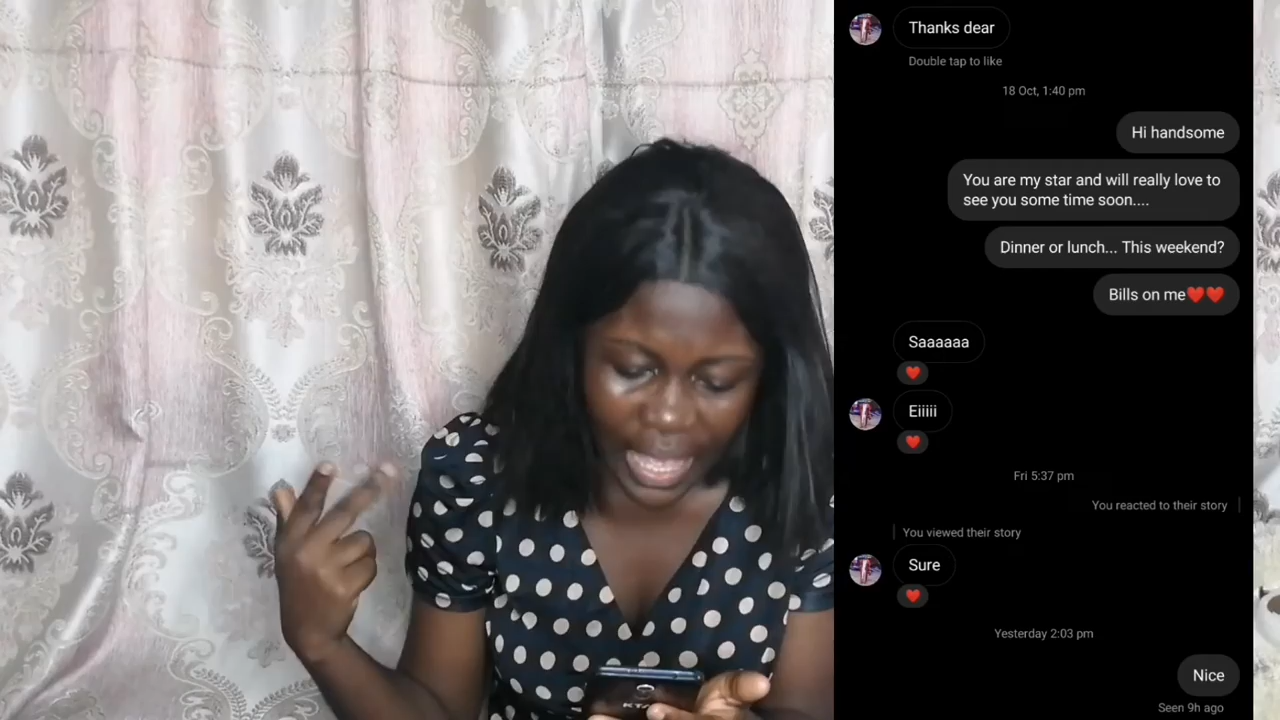 Thanks dear
Double tap to like
18 Oct, 1:40 pm
Hi handsome
You are my star and will really love to
see you some time soon....
Dinner or lunch... This weekend?
Bills on me❤️❤️
Saaaaaa
❤️
Eiiiii
❤️
Fri 5:37 pm
You reacted to their story
You viewed their story
Sure
❤️
Yesterday 2:03 pm
Nice
Seen 9h ago